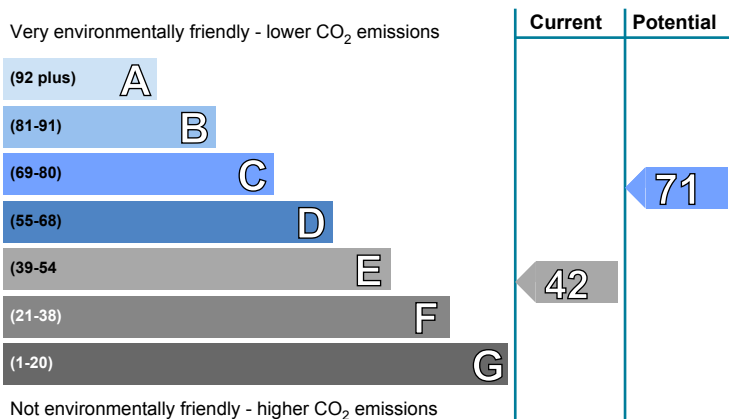 Current Potential
Very environmentally friendly - lower CO2 emissions
(92 plus) A
(81-91) B
(69-80) C
71
(55-68) D
(39-54 E
42
(21-38) F
(1-20) G
Not environmentally friendly - higher CO2 emissions